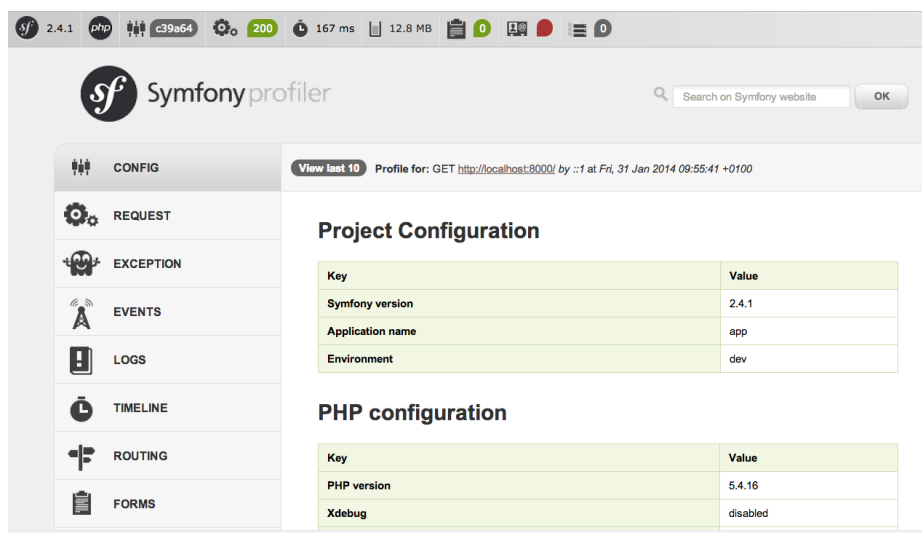 sf 2.4.1 php c39a64 200 167 ms 12.8 MB 0 0
sf Symfony profiler
Search on Symfony website OK
CONFIG
View last 10 Profile for: GET http://localhost:8000/ by ::1 at Fri, 31 Jan 2014 09:55:41 +0100
REQUEST
EXCEPTION
EVENTS
LOGS
TIMELINE
ROUTING
FORMS
Project Configuration
Key Value
Symfony version 2.4.1
Application name app
Environment dev
PHP configuration
Key Value
PHP version 5.4.16
Xdebug disabled